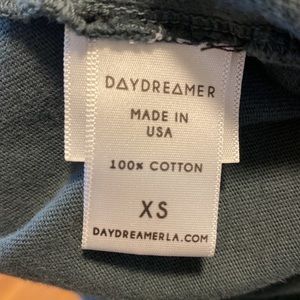 DAYDREAMER
MADE IN
USA
100% COTTON
XS
DAYDREAMERLA.COM